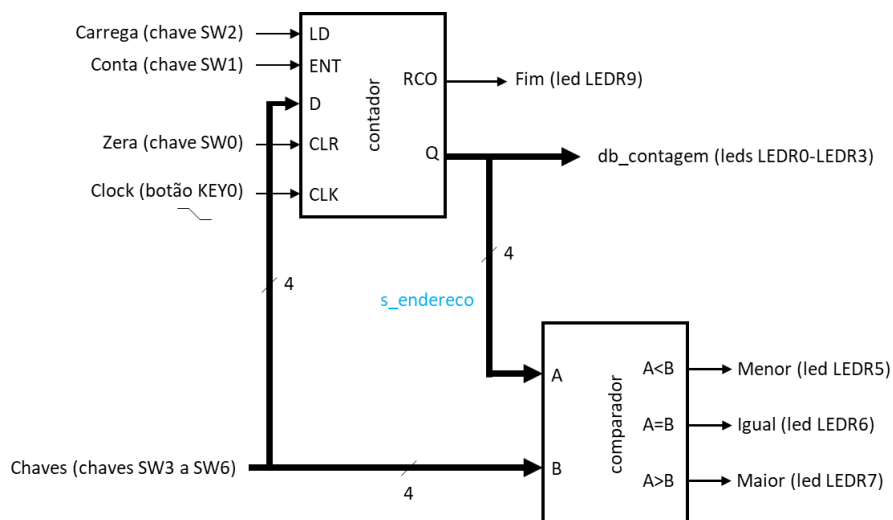 Carrega (chave SW2)
LD
Conta (chave SW1)
ENT
RCO
Fim (led LEDR9)
D
contador
Zera (chave SW0)
CLR
Q
db_contagem (leds LEDR0-LEDR3)
Clock (botão KEY0)
CLK
4
4
s_endereco
A
A<B
Menor (led LEDR5)
comparador
A=B
Igual (led LEDR6)
Chaves (chaves SW3 a SW6)
4
B
A>B
Maior (led LEDR7)